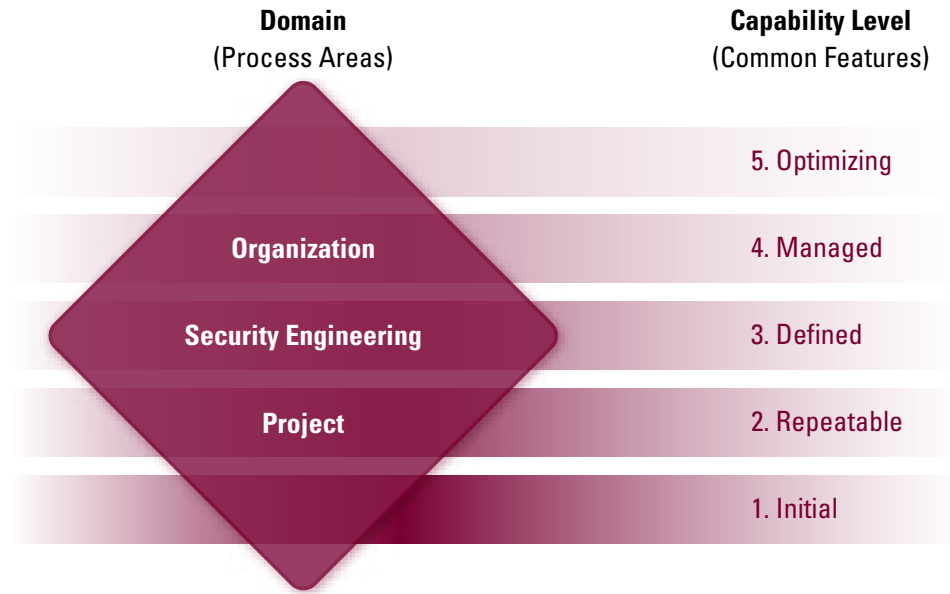 Domain
(Process Areas)
Capability Level
(Common Features)
5. Optimizing
Organization
4. Managed
Security Engineering
3. Defined
Project
2. Repeatable
1. Initial